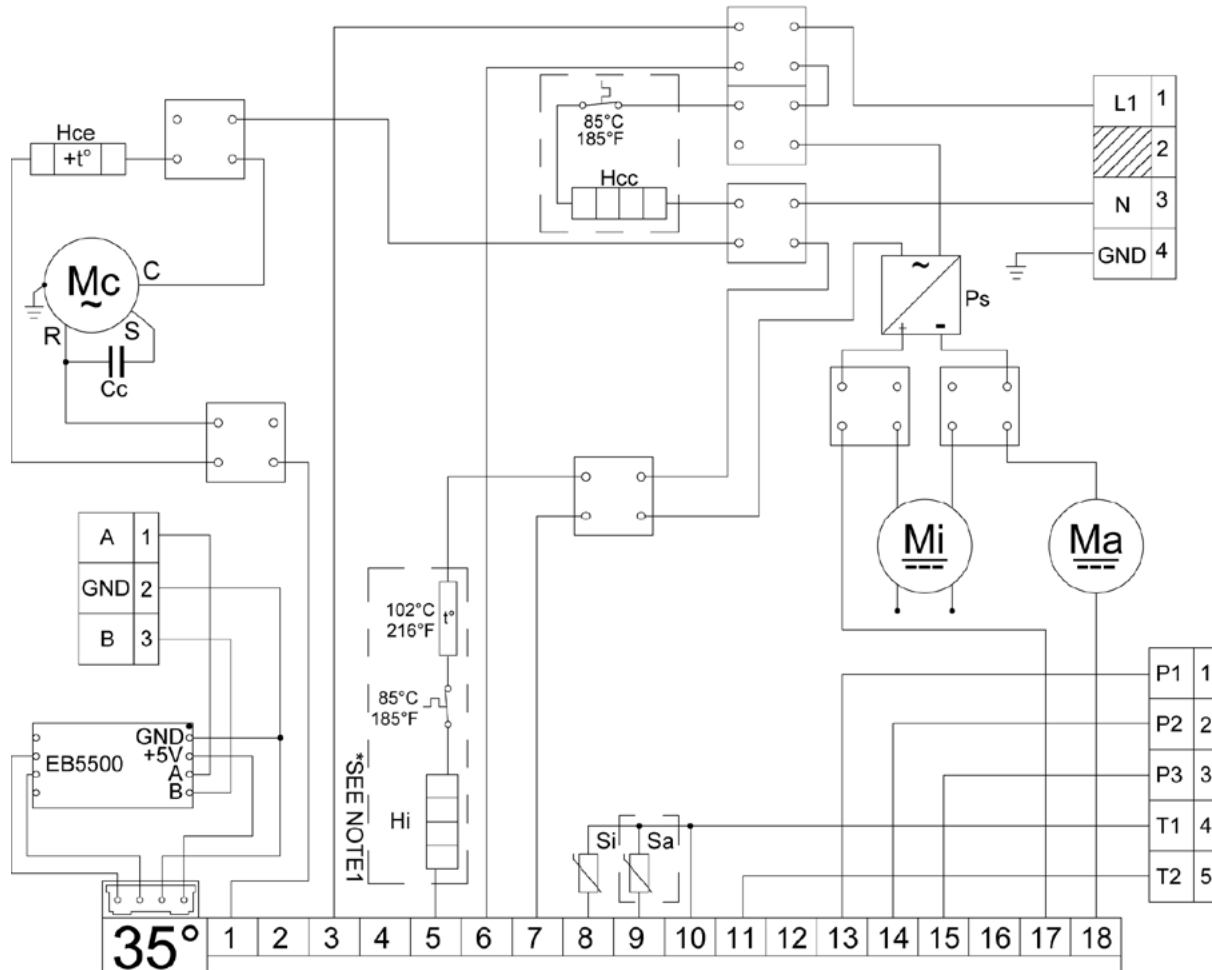 L1 1
2
N 3
GND 4
85°C
185°F
Hcc
Hce
+t°
Mc
~
C
R
S
Cc
~
+ -
Ps
Mi
Ma
A 1
GND 2
B 3
EB5500
GND
+5V
A
B
102°C
216°F
t°
85°C
185°F
Hi
*SEE NOTE1
Si
Sa
P1 1
P2 2
P3 3
T1 4
T2 5
35° 1 2 3 4 5 6 7 8 9 10 11 12 13 14 15 16 17 18